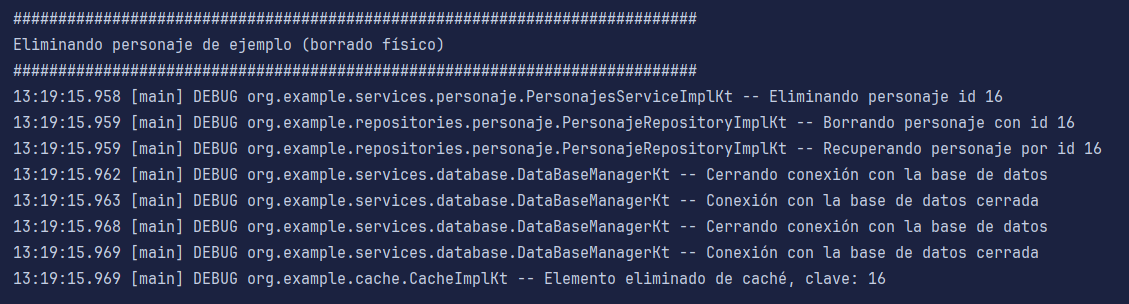 ############################################################################
Eliminando personaje de ejemplo (borrado físico)
############################################################################
13:19:15.958 [main] DEBUG org.example.services.personaje.PersonajesServiceImplKt -- Eliminando personaje id 16
13:19:15.959 [main] DEBUG org.example.repositories.personaje.PersonajeRepositoryImplKt -- Borrando personaje con id 16
13:19:15.959 [main] DEBUG org.example.repositories.personaje.PersonajeRepositoryImplKt -- Recuperando personaje por id 16
13:19:15.962 [main] DEBUG org.example.services.database.DataBaseManagerKt -- Cerrando conexión con la base de datos
13:19:15.963 [main] DEBUG org.example.services.database.DataBaseManagerKt -- Conexión con la base de datos cerrada
13:19:15.968 [main] DEBUG org.example.services.database.DataBaseManagerKt -- Cerrando conexión con la base de datos
13:19:15.969 [main] DEBUG org.example.services.database.DataBaseManagerKt -- Conexión con la base de datos cerrada
13:19:15.969 [main] DEBUG org.example.cache.CacheImplKt -- Elemento eliminado de caché, clave: 16